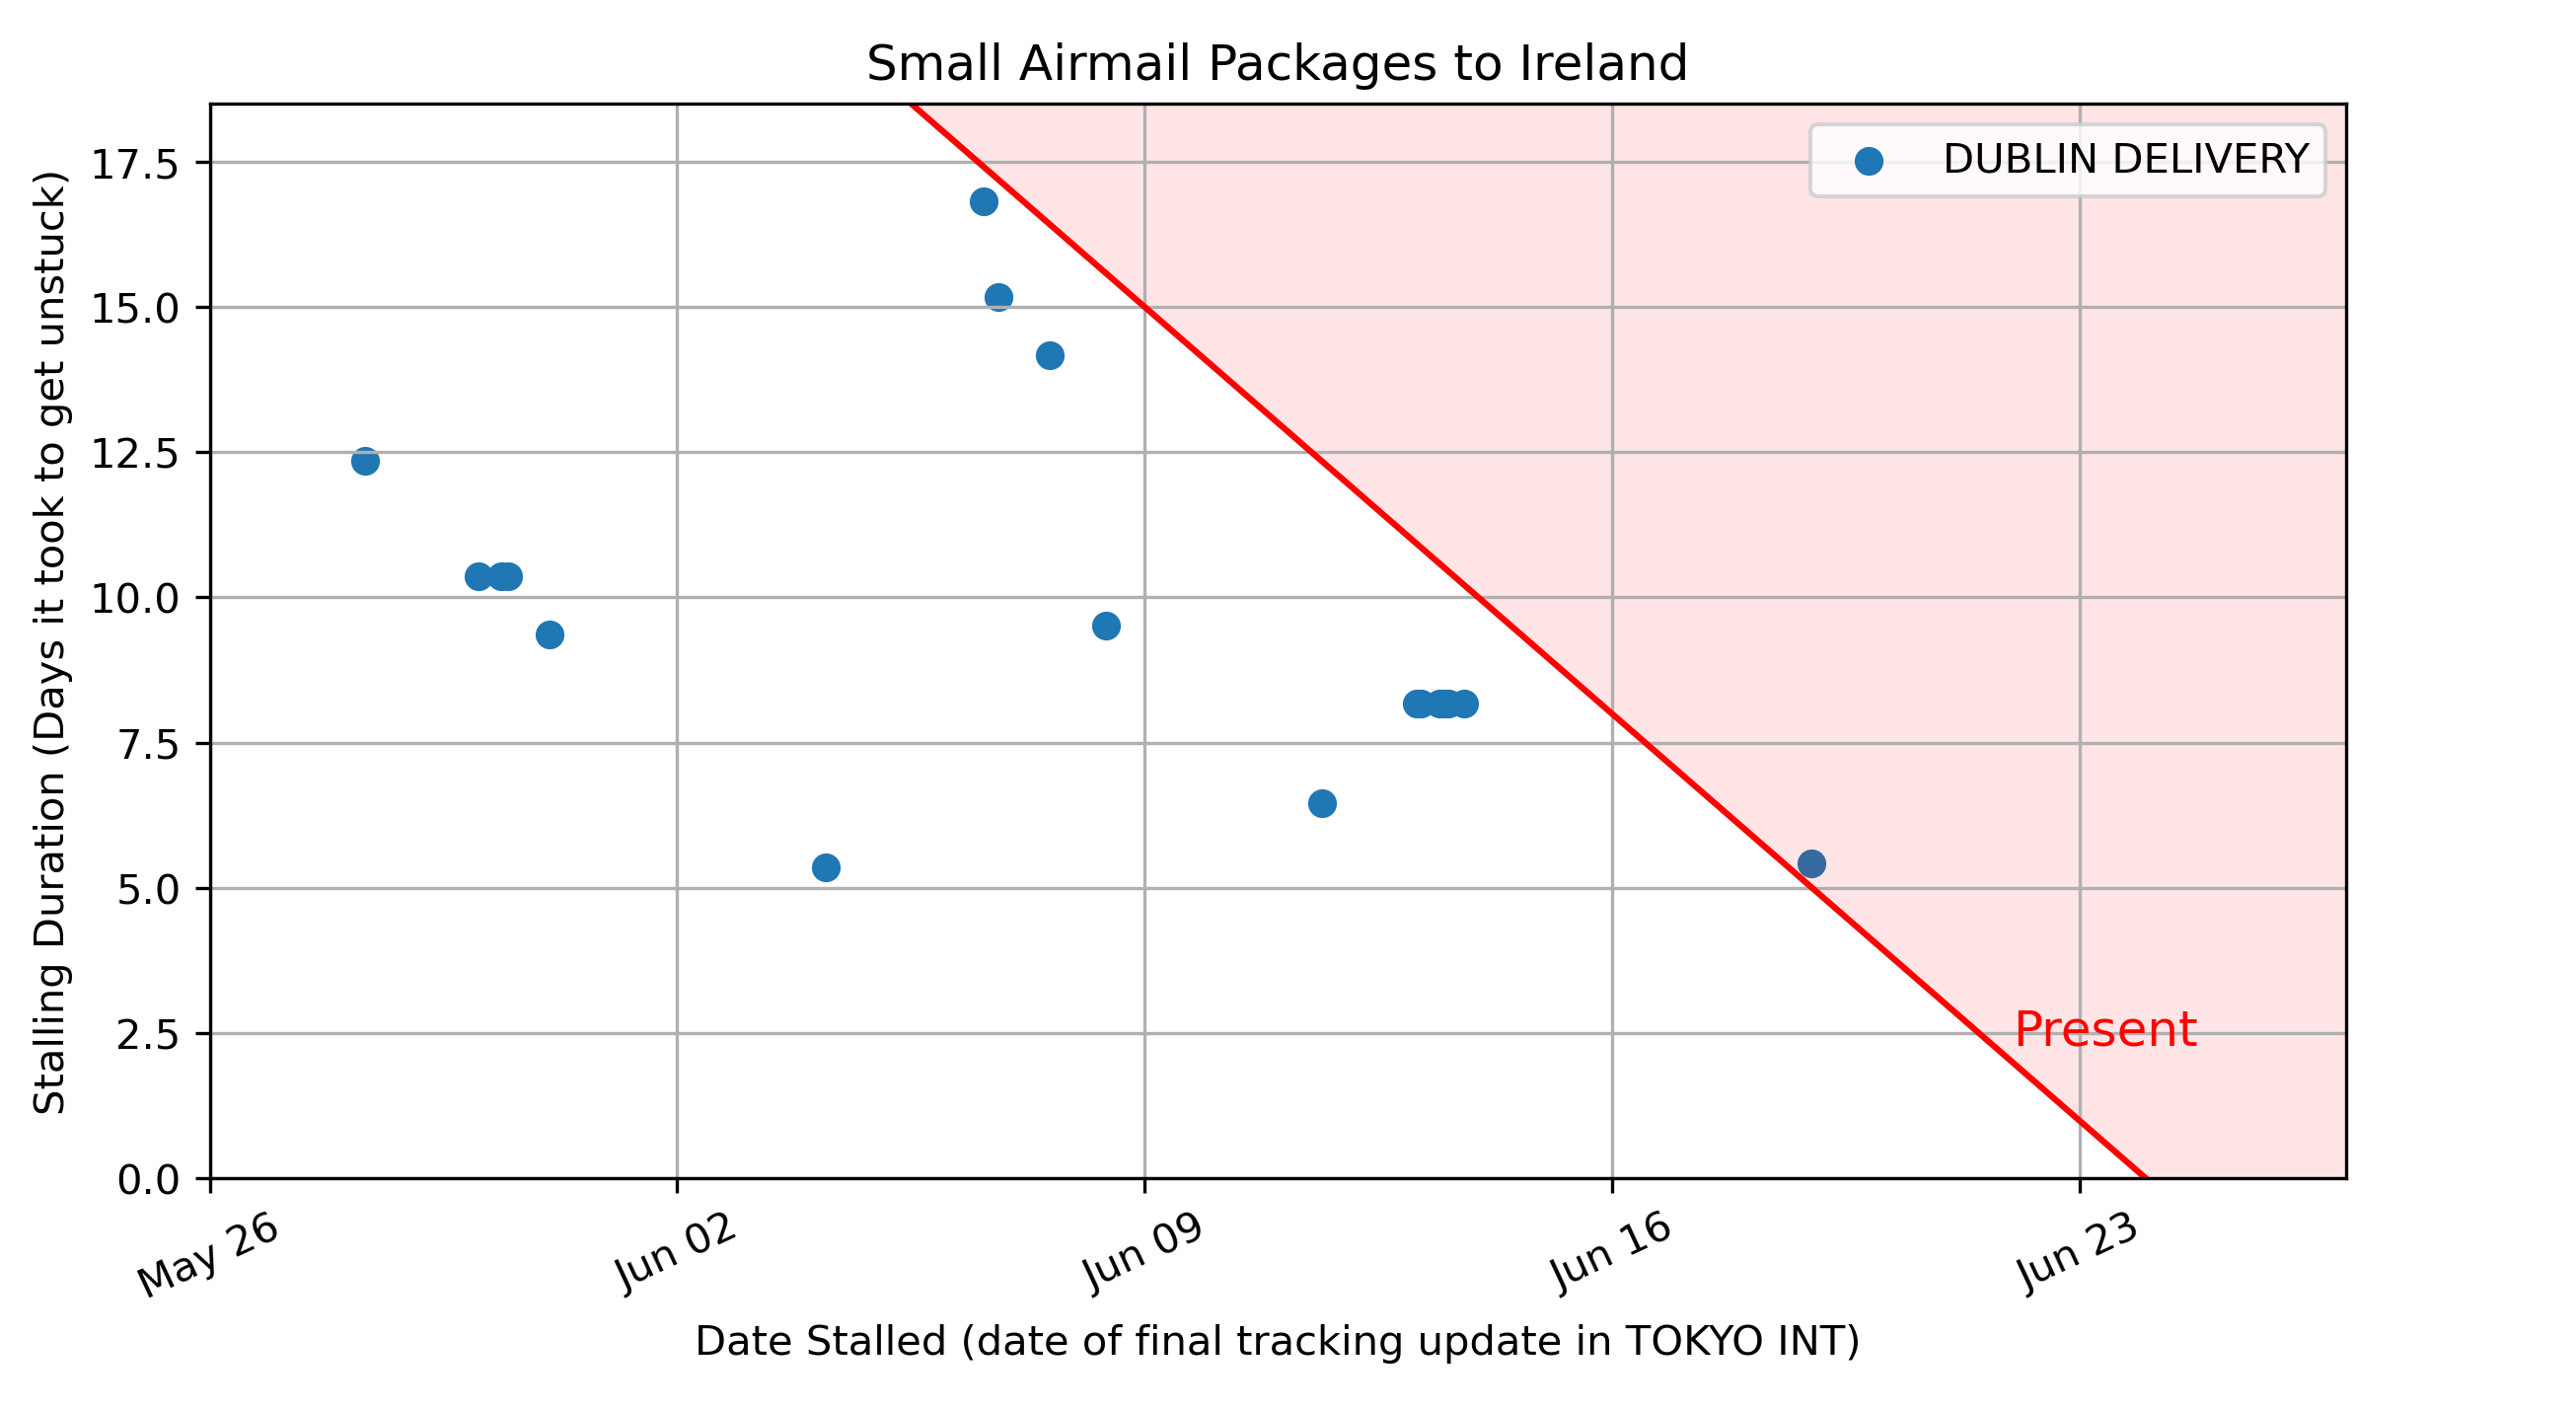 Small Airmail Packages to Ireland
DUBLIN DELIVERY
Stalling Duration (Days it took to get unstuck)
17.5
15.0
12.5
10.0
7.5
5.0
2.5
0.0
Present
May 26
Jun 02
Jun 09
Jun 16
Jun 23
Date Stalled (date of final tracking update in TOKYO INT)